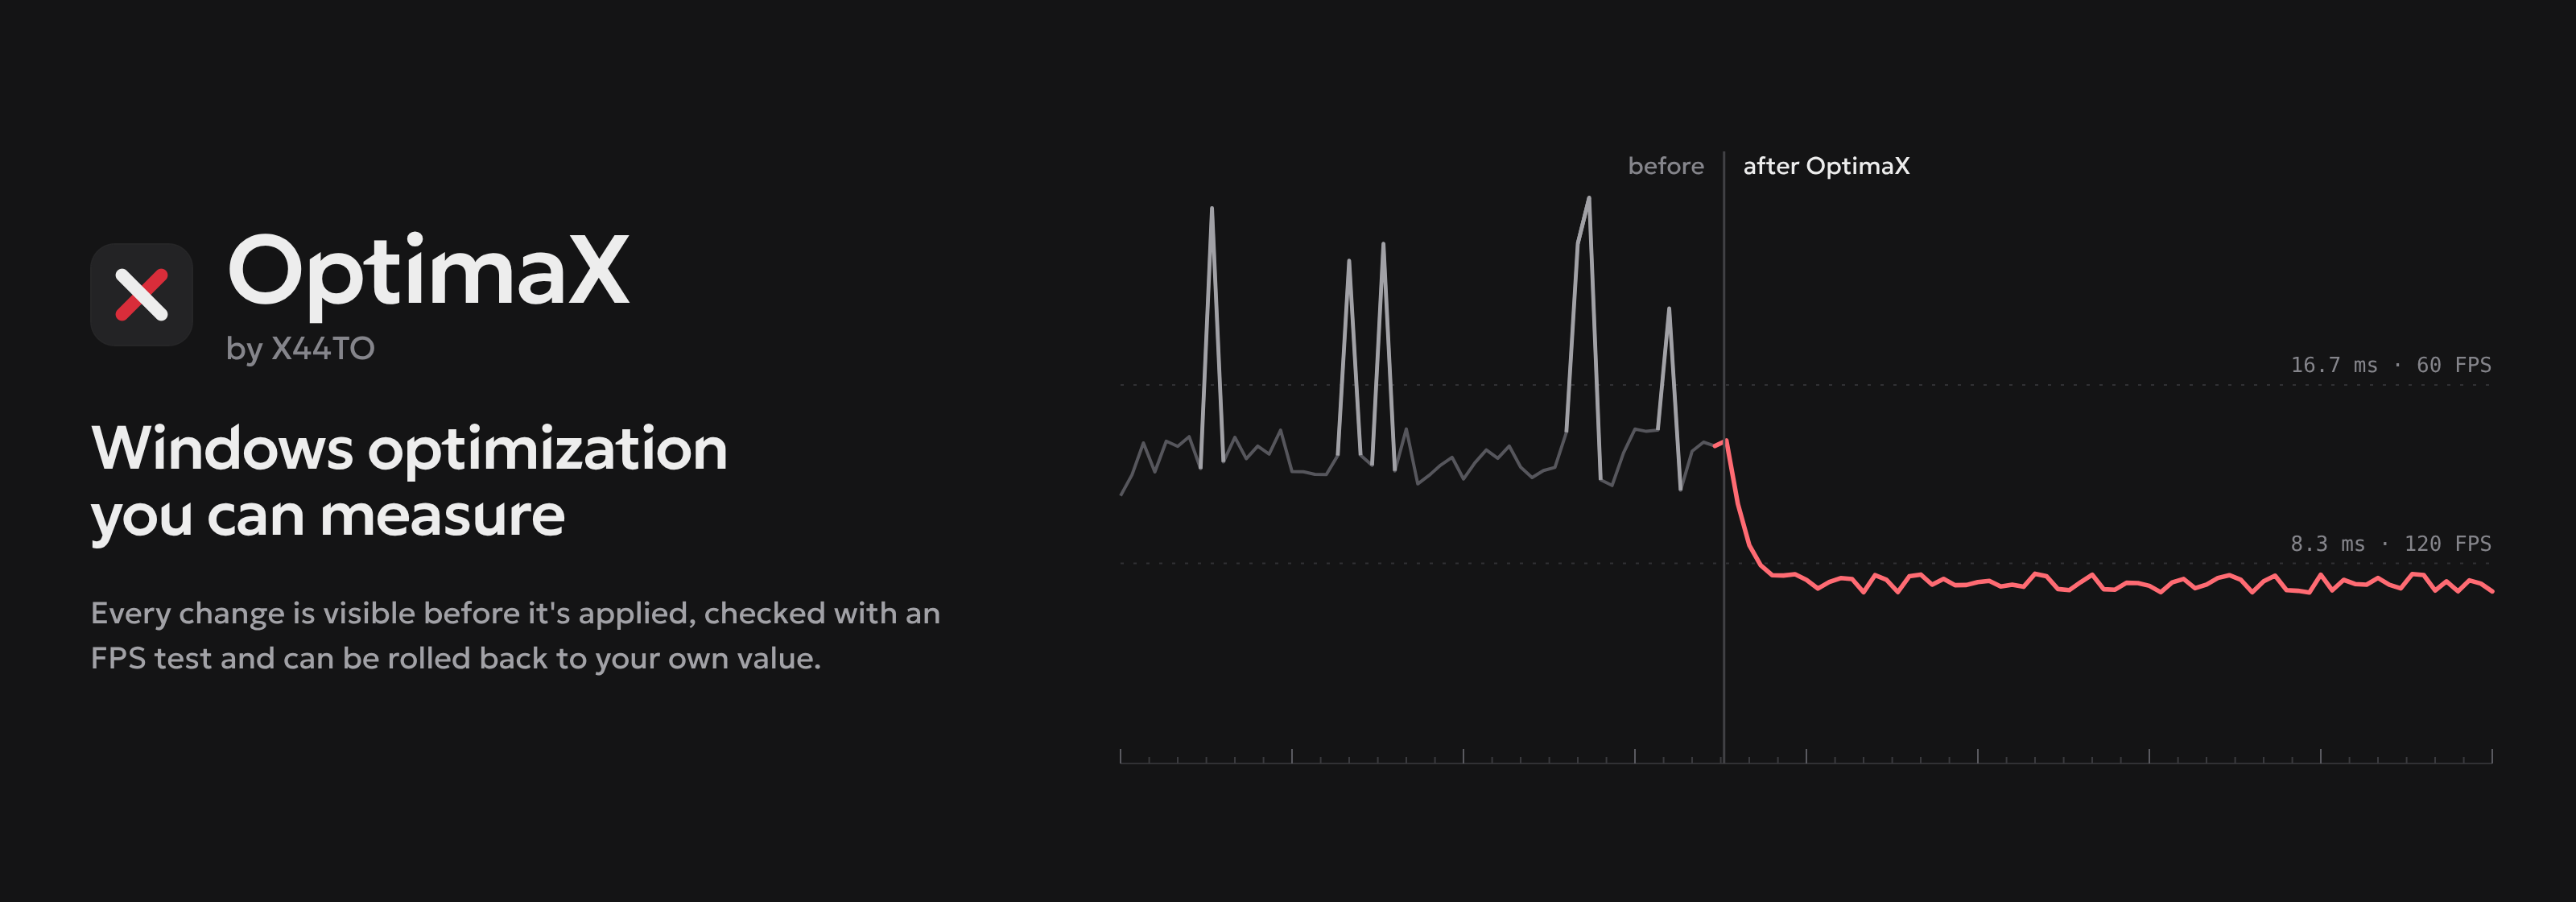 OptimaX
by X44TO
Windows optimization
you can measure
Every change is visible before it's applied, checked with an
FPS test and can be rolled back to your own value.
before
after OptimaX
16.7 ms · 60 FPS
8.3 ms · 120 FPS